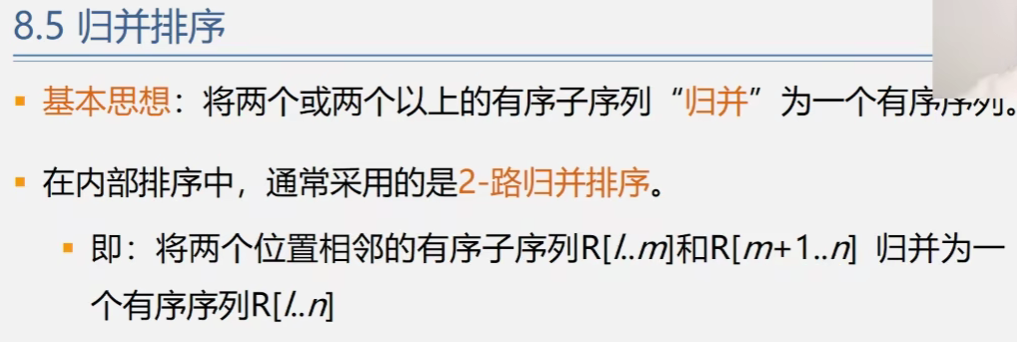 8.5 归并排序
基本思想：将两个或两个以上的有序子序列“归并”为一个有序序列。
在内部排序中，通常采用的是2-路归并排序。
即：将两个位置相邻的有序子序列R[l..m]和R[m+1..n] 归并为一
个有序序列R[l..n]